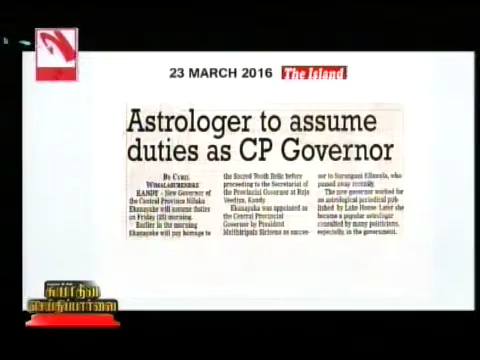 23 MARCH 2016 The Island
Astrologer to assume
duties as CP Governor
By Cyril
Wimalasurendre
KANDY - New Governor of
the Central Province Niluka
Ekanayake will assume duties
on Friday (25) morning.
Earlier in the morning
Ekanayake will pay homage to
the Sacred Tooth Relic before
proceeding to the Secretariat of
the Provincial Governor at Raja
Veediya, Kandy.
Ekanayake was appointed as
the Central Provincial
Governor by President
Maithripala Sirisena as succes-
sor to Surangani Ellawala, who
passed away recently.
The new governor worked for
an astrological periodical pub-
lished by Lake House. Later she
became a popular astrologer
consulted by many politicians,
especially, in the government.
செய்திப்பார்வை